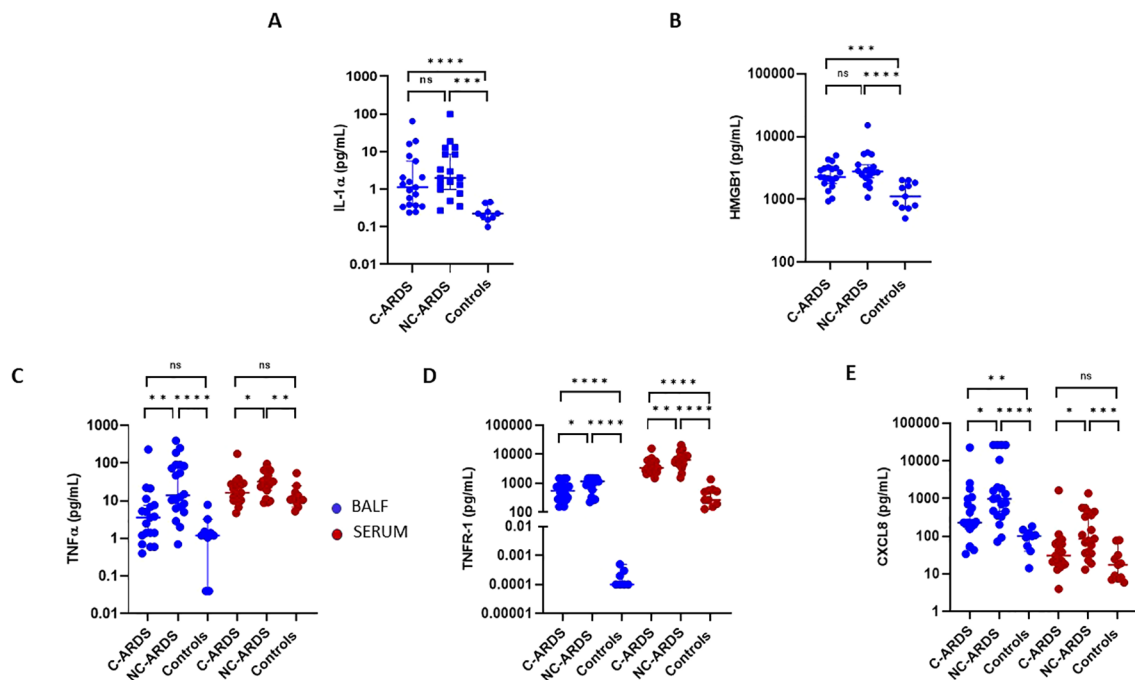 A
****
ns
***
1000
100
10
1
0.1
0.01
IL-1α (pg/mL)
C-ARDS
NC-ARDS
Controls
B
***
ns
****
100000
10000
1000
100
HMGB1 (pg/mL)
C-ARDS
NC-ARDS
Controls
C
ns
ns
**
****
*
**
1000
100
10
1
0.1
0.01
TNFα (pg/mL)
C-ARDS
NC-ARDS
Controls
C-ARDS
NC-ARDS
Controls
BALF
SERUM
D
****
****
*
****
**
****
100000
10000
1000
100
0.01
0.001
0.0001
0.00001
TNFR-1 (pg/mL)
C-ARDS
NC-ARDS
Controls
C-ARDS
NC-ARDS
Controls
E
**
ns
*
****
*
***
100000
10000
1000
100
10
1
CXCL8 (pg/mL)
C-ARDS
NC-ARDS
Controls
C-ARDS
NC-ARDS
Controls